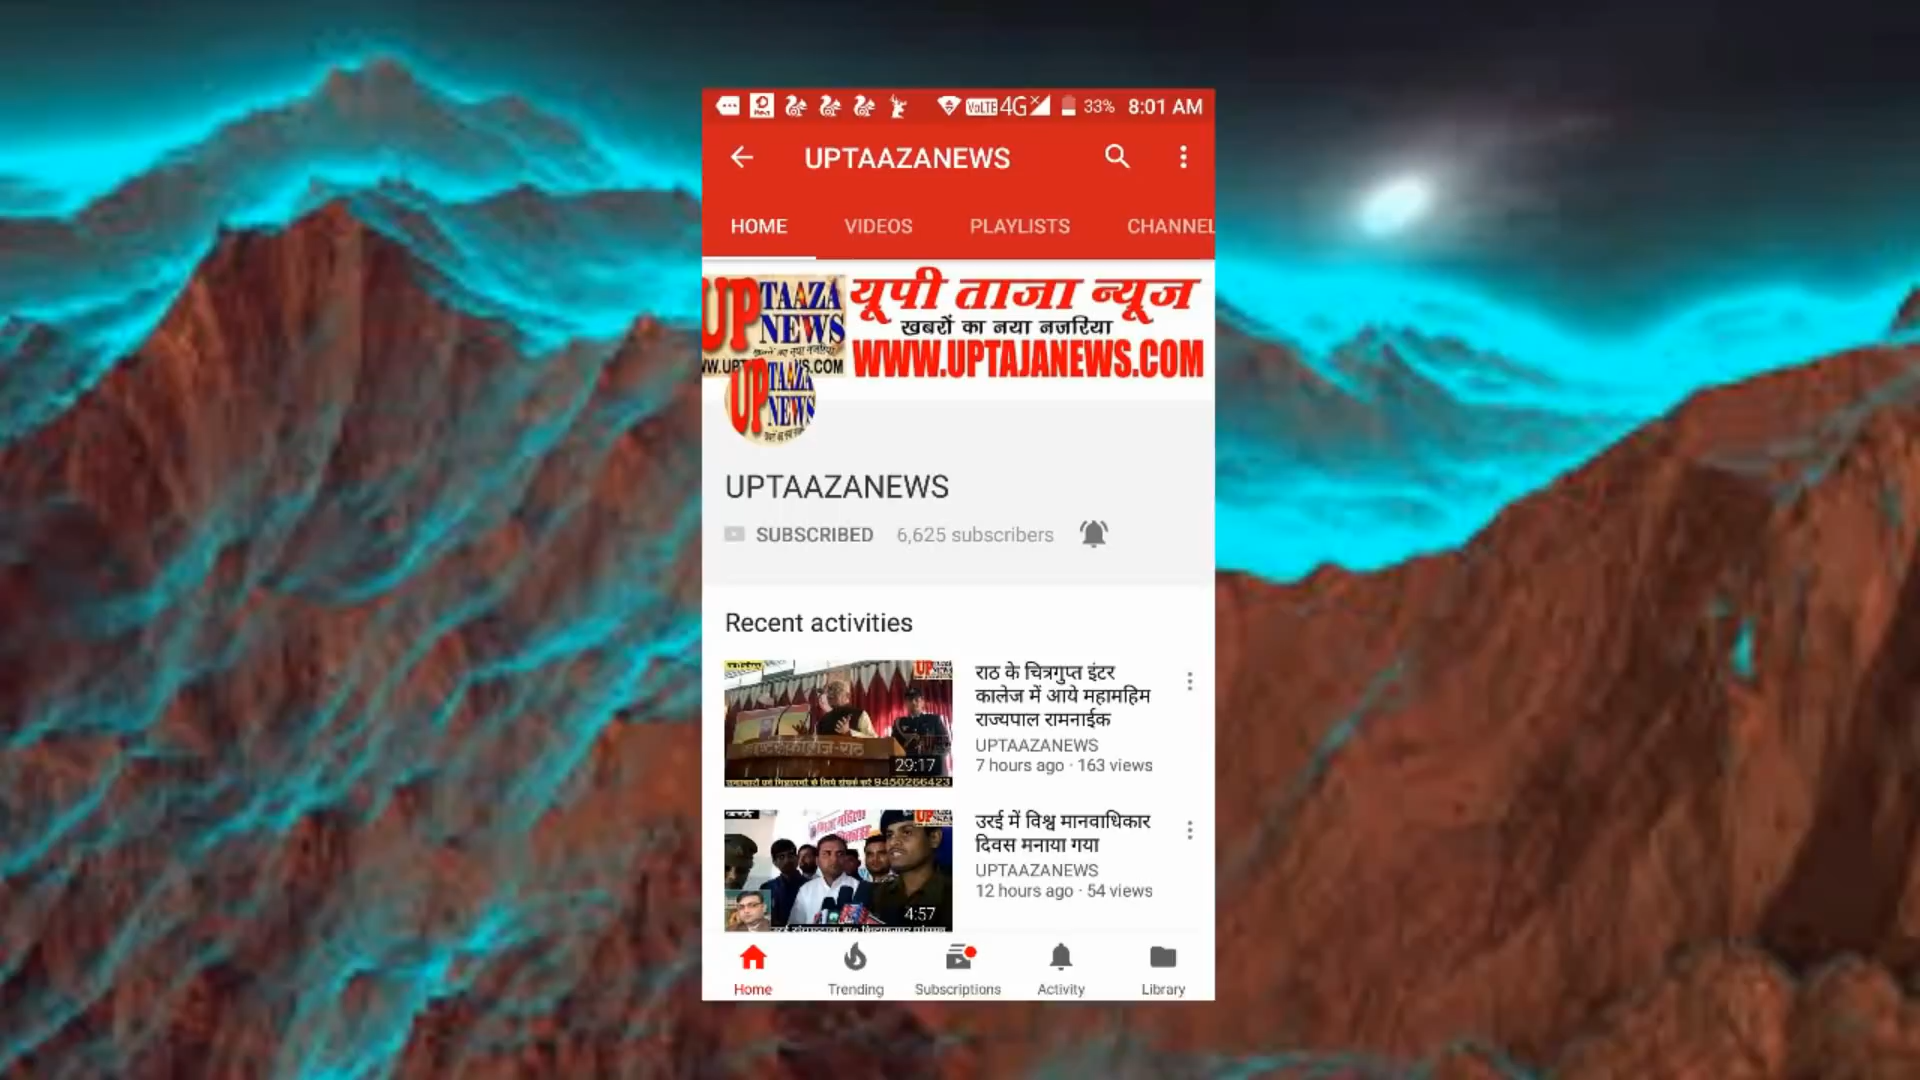 VoLTE 4G 33% 8:01 AM
UPTAAZANEWS
HOME VIDEOS PLAYLISTS CHANNEL
UP TAAZA NEWS
यूपी ताजा न्यूज
खबरों का नया नजरिया
WWW.UPTAJANEWS.COM
UP TAAZA NEWS
UPTAAZANEWS
SUBSCRIBED 6,625 subscribers
Recent activities
राठ के चित्रगुप्त इंटर
कालेज में आये महामहिम
राज्यपाल रामनाईक
UPTAAZANEWS
7 hours ago · 163 views
29:17
9450266423
उरई में विश्व मानवाधिकार
दिवस मनाया गया
UPTAAZANEWS
12 hours ago · 54 views
4:57
Home Trending Subscriptions Activity Library